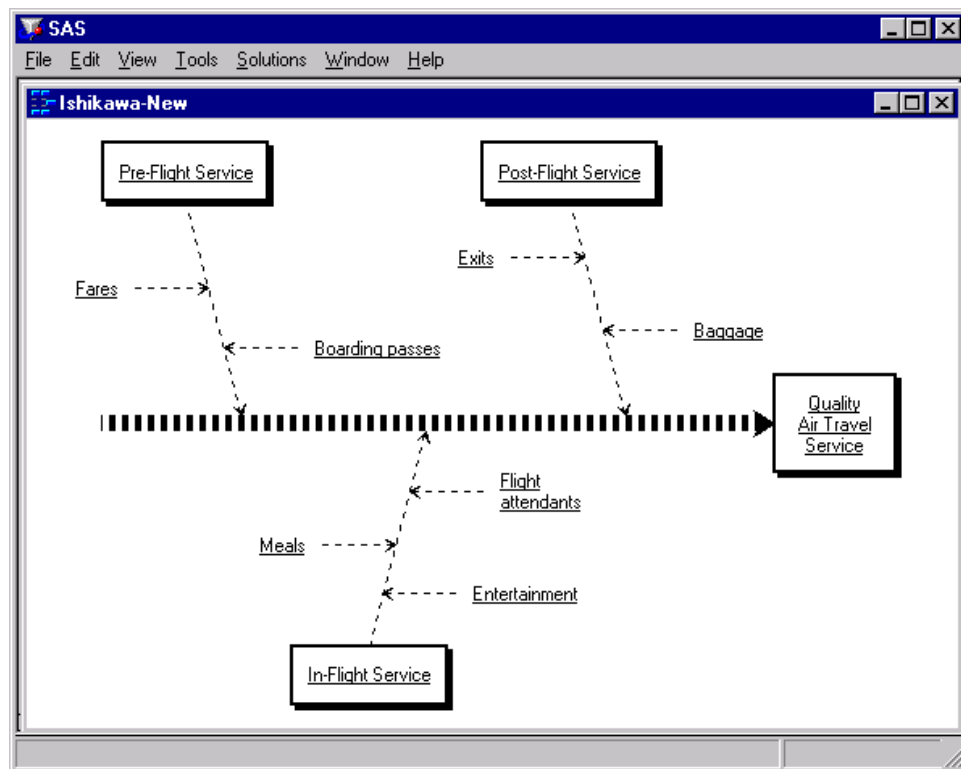 SAS
File Edit View Tools Solutions Window Help
Ishikawa-New
Pre-Flight Service
Post-Flight Service
Exits
Fares
Baggage
Boarding passes
Quality
Air Travel
Service
Flight
attendants
Meals
Entertainment
In-Flight Service